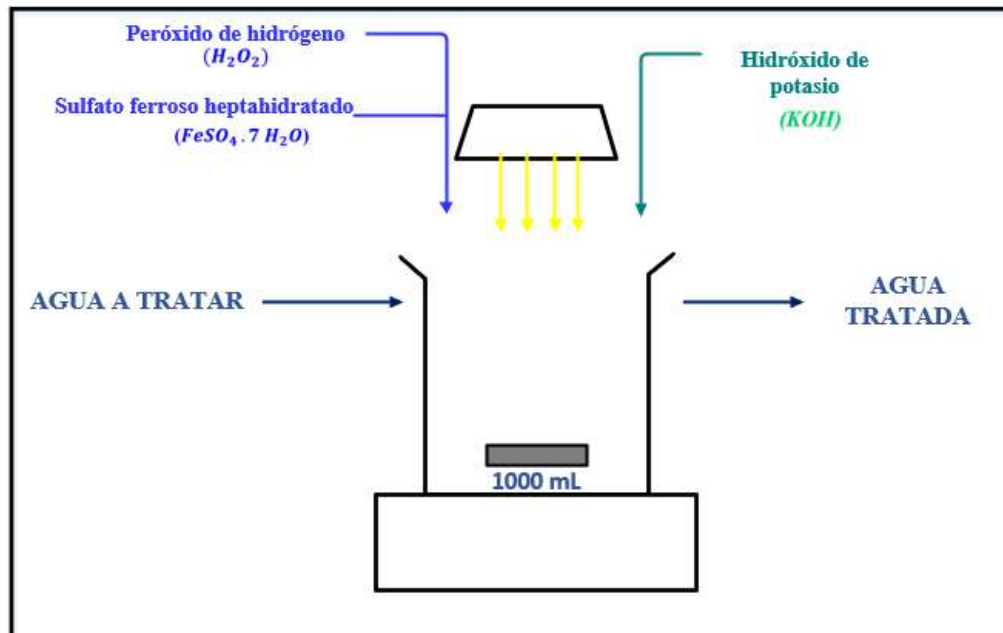 Peróxido de hidrógeno
(H₂O₂)
Sulfato ferroso heptahidratado
(FeSO₄ . 7 H₂O)
Hidróxido de
potasio
(KOH)
AGUA A TRATAR
AGUA
TRATADA
1000 mL